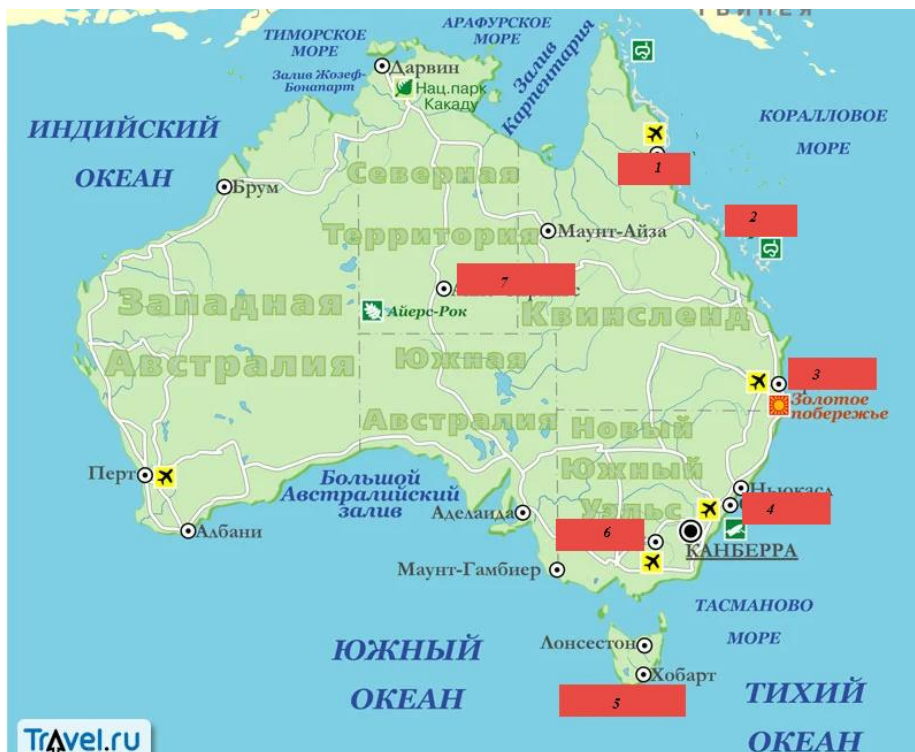 ВИНЕЯ
ТИМОРСКОЕ
МОРЕ
АРАФУРСКОЕ
МОРЕ
Дарвин
Залив Жозеф-
Бонапарт
Нац.парк
Какаду
Залив
Карпентария
КОРАЛЛОВОЕ
МОРЕ
ИНДИЙСКИЙ
ОКЕАН
1
Брум
Северная
Территория
2
Маунт-Айза
7
Западная
Австралия
Айерс-Рок
Квинсленд
Южная
Австралия
3
Золотое
побережье
Новый
Южный
Уэльс
Перт
Большой
Австралийский
залив
Ньюкасл
4
Аделаида
Албани
6
КАНБЕРРА
Маунт-Гамбиер
ТАСМАНОВО
МОРЕ
Лонсестон
Хобарт
5
ЮЖНЫЙ
ОКЕАН
ТИХИЙ
ОКЕАН
Travel.ru